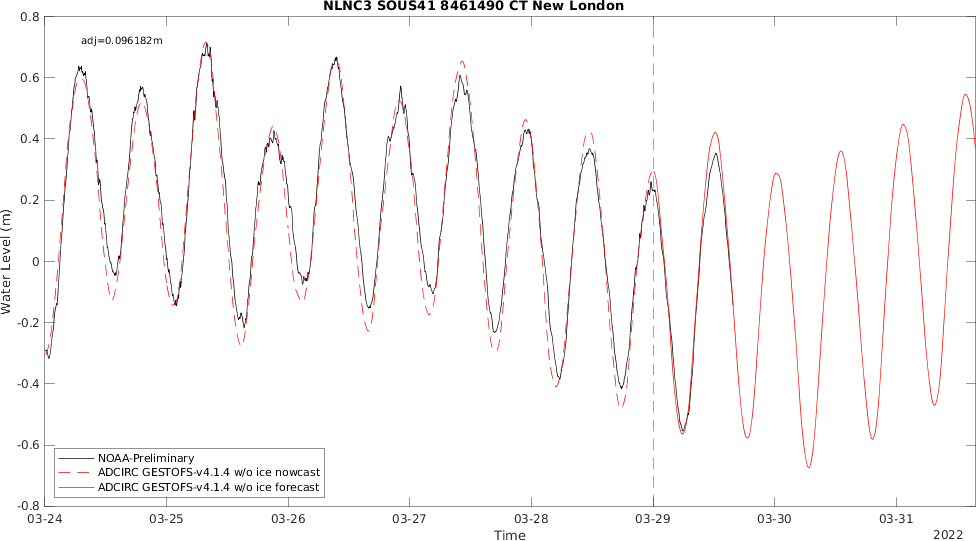 NLNC3 SOUS41 8461490 CT New London
adj=0.096182m
Water Level (m)
0.8
0.6
0.4
0.2
0
-0.2
-0.4
-0.6
-0.8
NOAA-Preliminary
ADCIRC GESTOFS-v4.1.4 w/o ice nowcast
ADCIRC GESTOFS-v4.1.4 w/o ice forecast
03-24 03-25 03-26 03-27 03-28 03-29 03-30 03-31
Time
2022